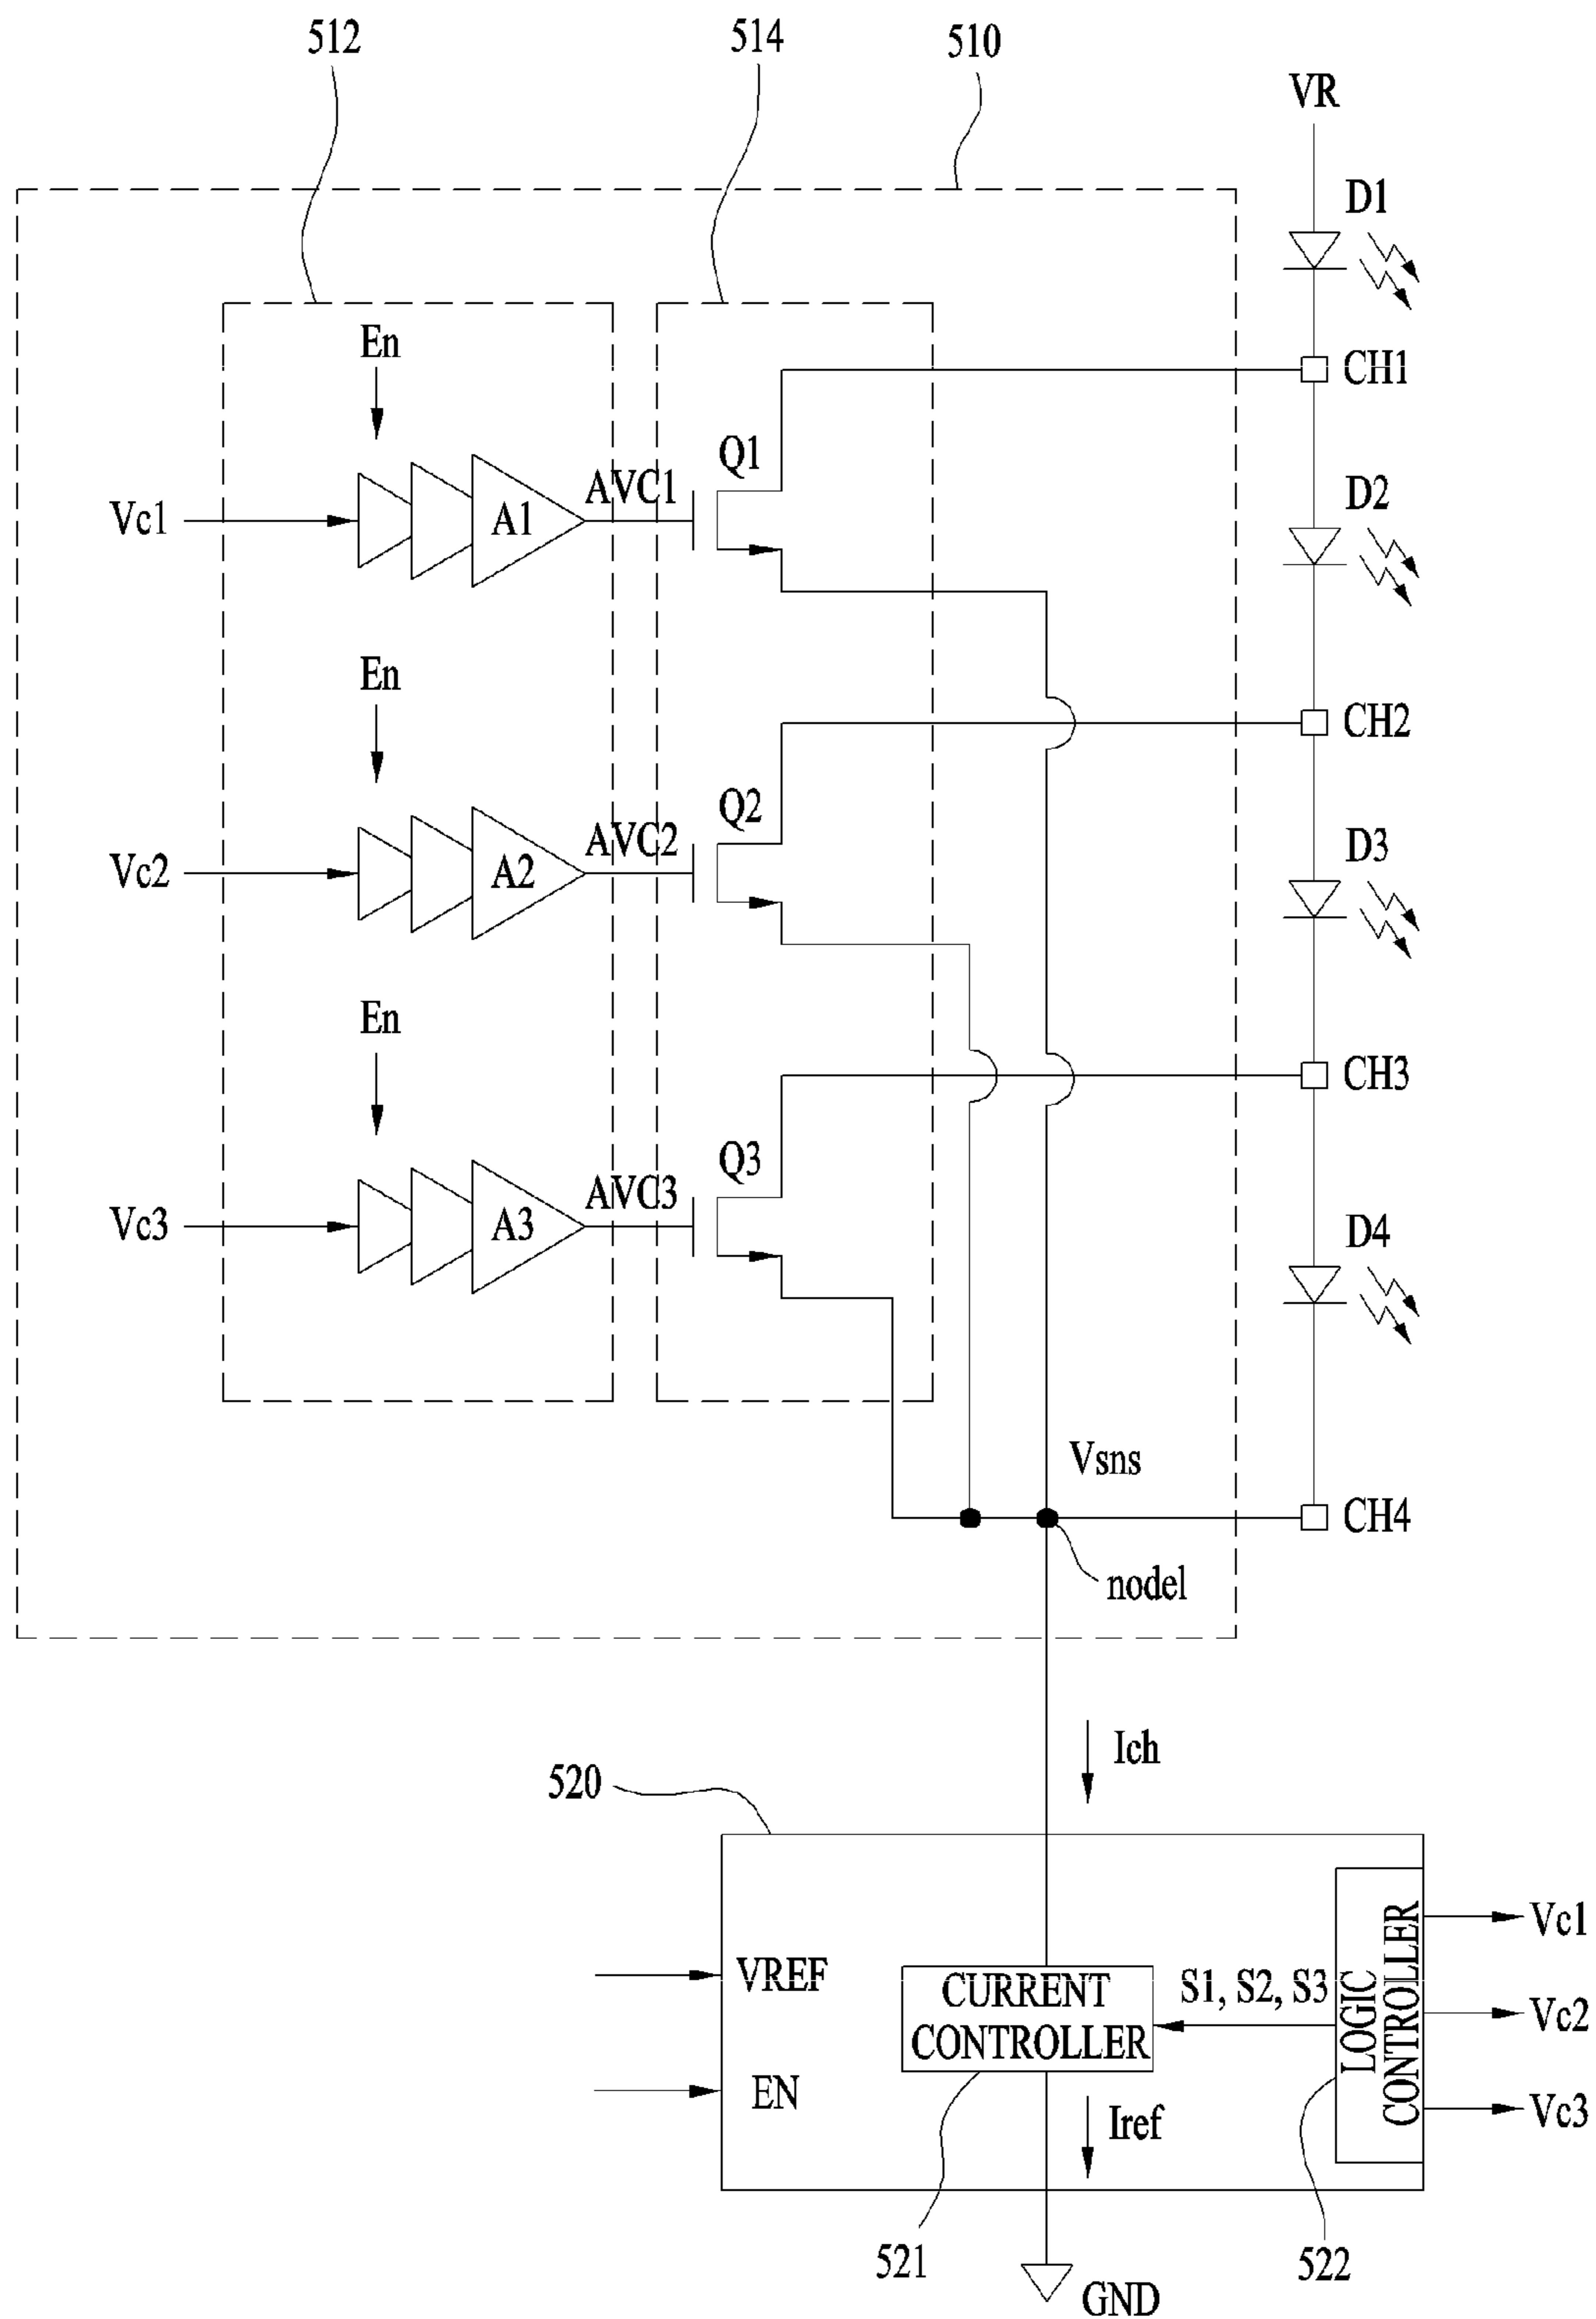 512
514
510
VR
D1
En
CH1
Q1
AVC1
Vc1
A1
D2
En
CH2
Q2
AVC2
Vc2
A2
D3
En
CH3
Q3
AVC3
Vc3
A3
D4
Vsns
CH4
nodel
Ich
520
VREF
CURRENT
CONTROLLER
S1, S2, S3
LOGIC
CONTROLLER
Vc1
Vc2
Vc3
EN
Iref
521
522
GND